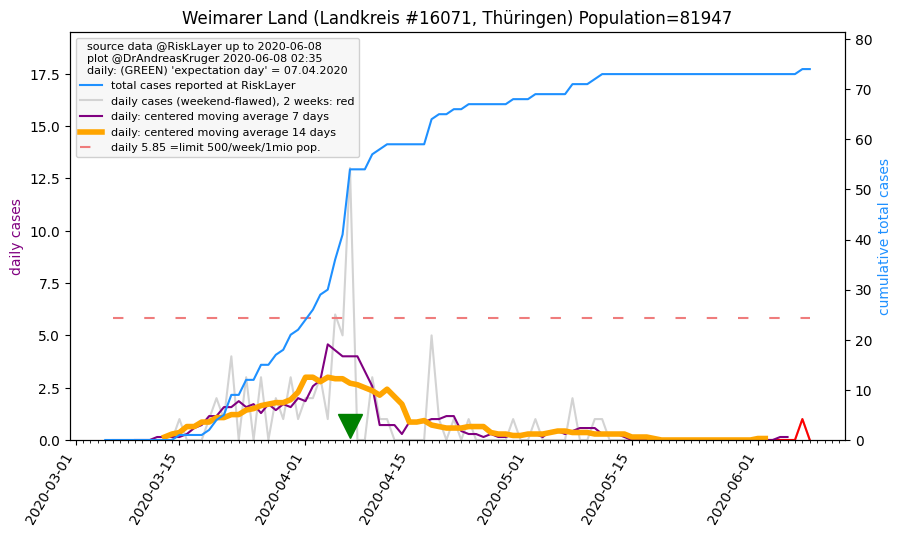 Weimarer Land (Landkreis #16071, Thüringen) Population=81947
source data @RiskLayer up to 2020-06-08
plot @DrAndreasKruger 2020-06-08 02:35
daily: (GREEN) 'expectation day' = 07.04.2020
total cases reported at RiskLayer
daily cases (weekend-flawed), 2 weeks: red
daily: centered moving average 7 days
daily: centered moving average 14 days
daily 5.85 =limit 500/week/1mio pop.
daily cases
17.5
15.0
12.5
10.0
7.5
5.0
2.5
0.0
cumulative total cases
80
70
60
50
40
30
20
10
0
2020-03-01
2020-03-15
2020-04-01
2020-04-15
2020-05-01
2020-05-15
2020-06-01